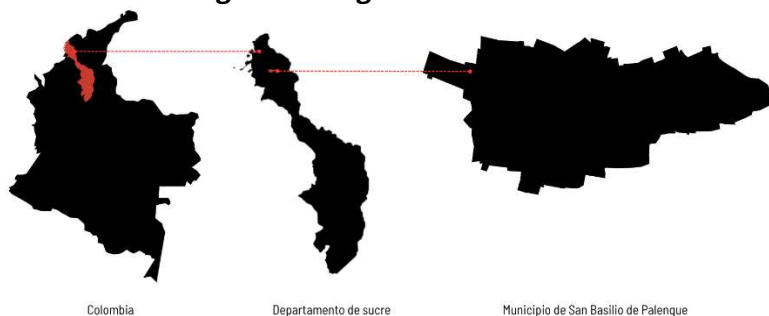 Colombia
Departamento de sucre
Municipio de San Basilio de Palenque